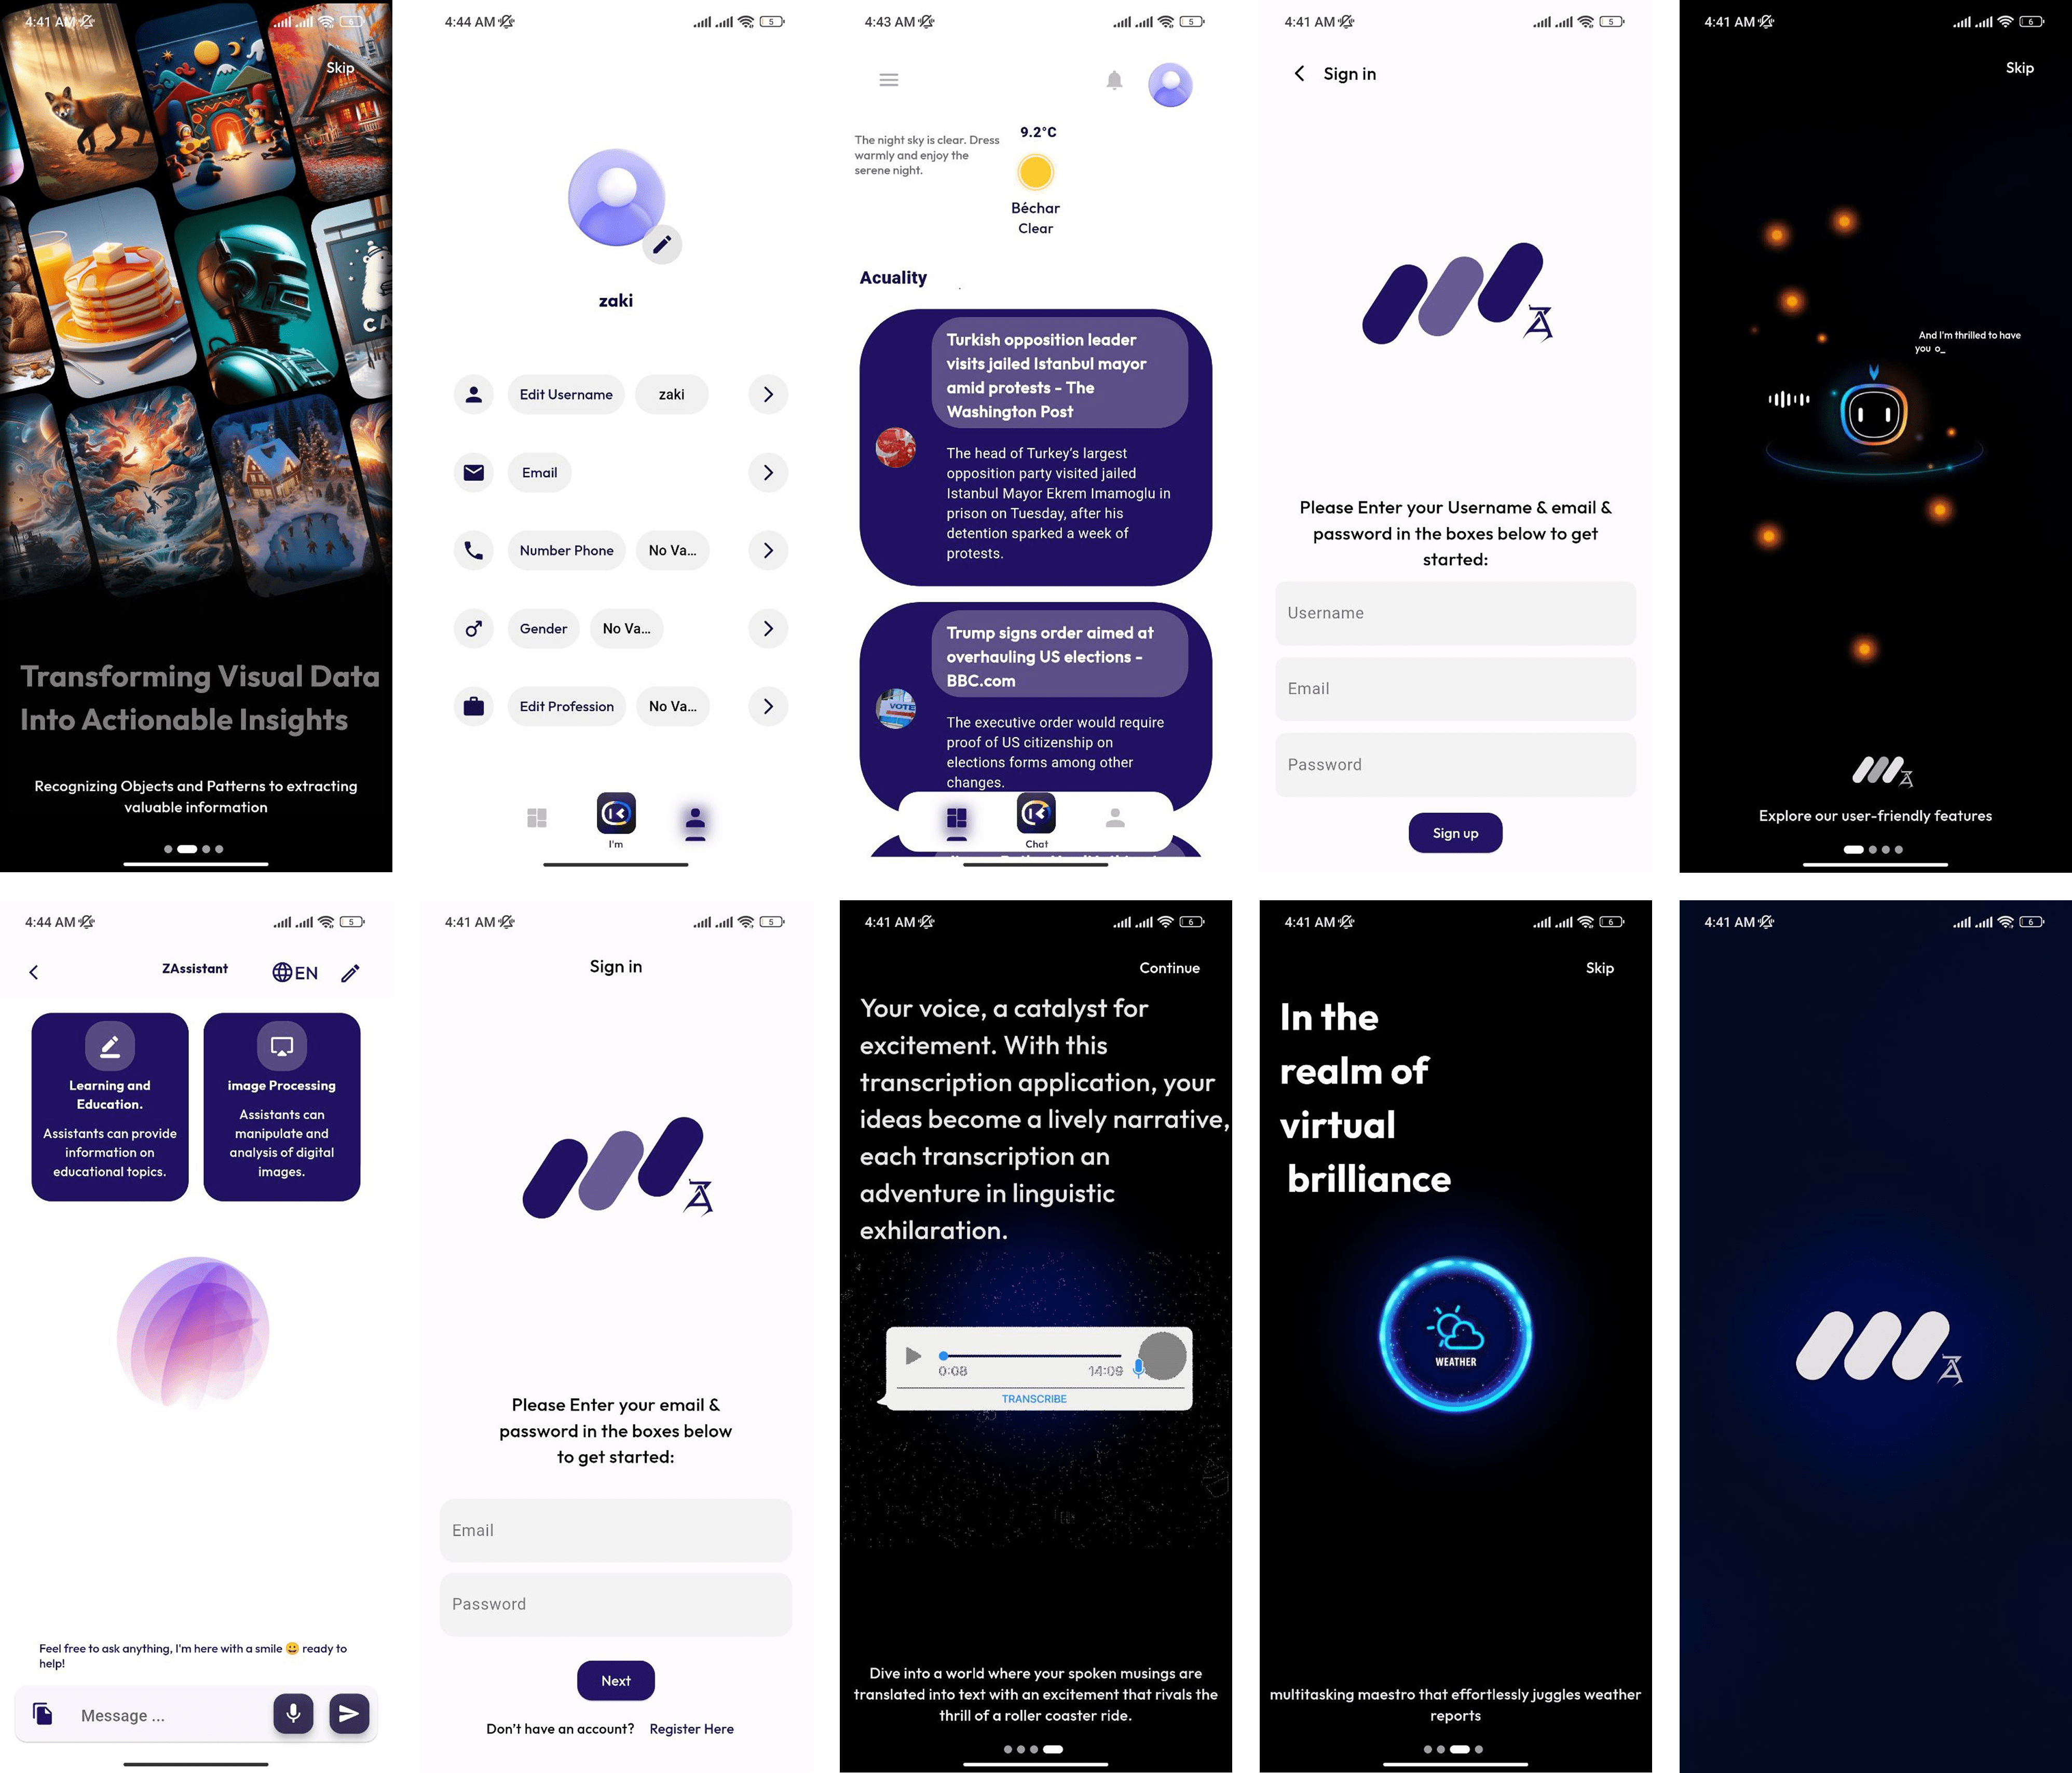 4:41 AM
6
Skip
CA
Transforming Visual Data
Into Actionable Insights
Recognizing Objects and Patterns to extracting
valuable information
4:44 AM
5
zaki
Edit Username
zaki
Email
Number Phone
No Va...
Gender
No Va...
Edit Profession
No Va...
I'm
4:43 AM
5
The night sky is clear. Dress
warmly and enjoy the
serene night.
9.2°C
Béchar
Clear
Acuality
Turkish opposition leader
visits jailed Istanbul mayor
amid protests - The
Washington Post
The head of Turkey's largest
opposition party visited jailed
Istanbul Mayor Ekrem Imamoglu in
prison on Tuesday, after his
detention sparked a week of
protests.
Trump signs order aimed at
overhauling US elections -
BBC.com
VOTE
The executive order would require
proof of US citizenship on
elections forms among other
changes.
Chat
4:41 AM
5
Sign in
Please Enter your Username & email &
password in the boxes below to get
started:
Username
Email
Password
Sign up
4:41 AM
6
Skip
And I'm thrilled to have
you o_
Explore our user-friendly features
4:44 AM
5
ZAssistant
EN
Learning and
Education.
Assistants can provide
information on
educational topics.
image Processing
Assistants can
manipulate and
analysis of digital
images.
Feel free to ask anything, I'm here with a smile 😀 ready to
help!
Message ...
4:41 AM
5
Sign in
Please Enter your email &
password in the boxes below
to get started:
Email
Password
Next
Don't have an account? Register Here
4:41 AM
6
Continue
Your voice, a catalyst for
excitement. With this
transcription application, your
ideas become a lively narrative,
each transcription an
adventure in linguistic
exhilaration.
0:08
14:09
TRANSCRIBE
Dive into a world where your spoken musings are
translated into text with an excitement that rivals the
thrill of a roller coaster ride.
4:41 AM
6
Skip
In the
realm of
virtual
brilliance
WEATHER
multitasking maestro that effortlessly juggles weather
reports
4:41 AM
6